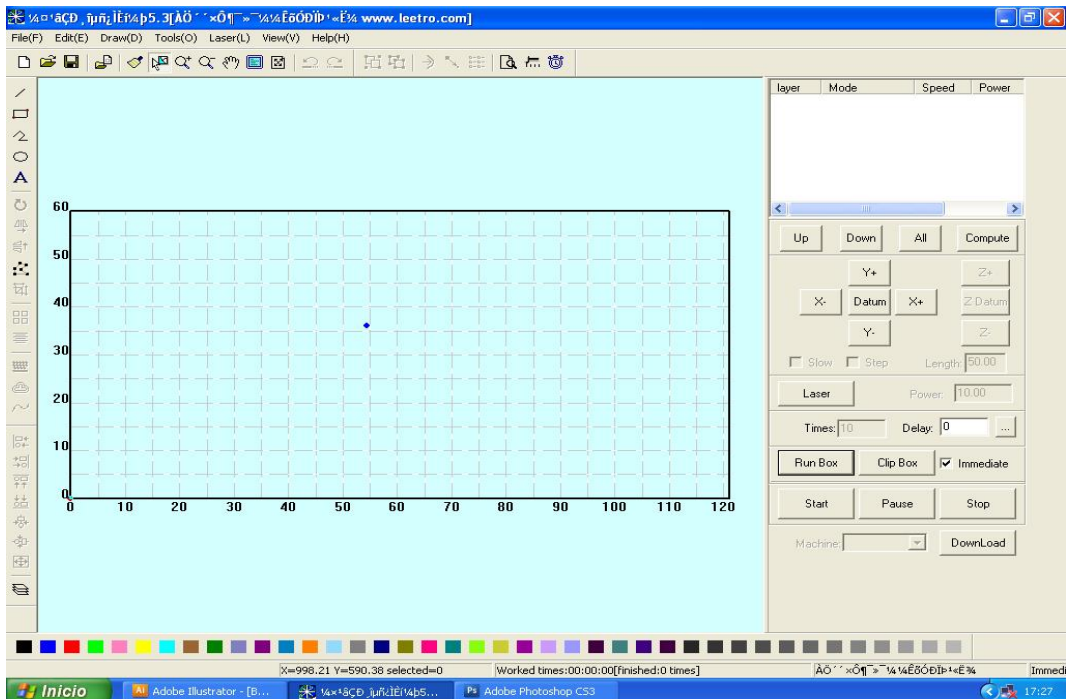 5.3[ www.leetro.com]
File(F) Edit(E) Draw(D) Tools(O) Laser(L) View(V) Help(H)
A
60
50
40
30
20
10
0
0 10 20 30 40 50 60 70 80 90 100 110 120
layer Mode Speed Power
Up Down All Compute
Y+ Z+
X- Datum X+ Z Datum
Y- Z-
Slow Step Length: 50.00
Laser Power: 10.00
Times: 10 Delay: 0 ...
Run Box Clip Box Immediate
Start Pause Stop
Machine: DownLoad
X=998.21 Y=590.38 selected=0 Worked times:00:00:00[finished:0 times] Immedi
Inicio Ai Adobe Illustrator - [B... Ps Adobe Photoshop CS3 17:27